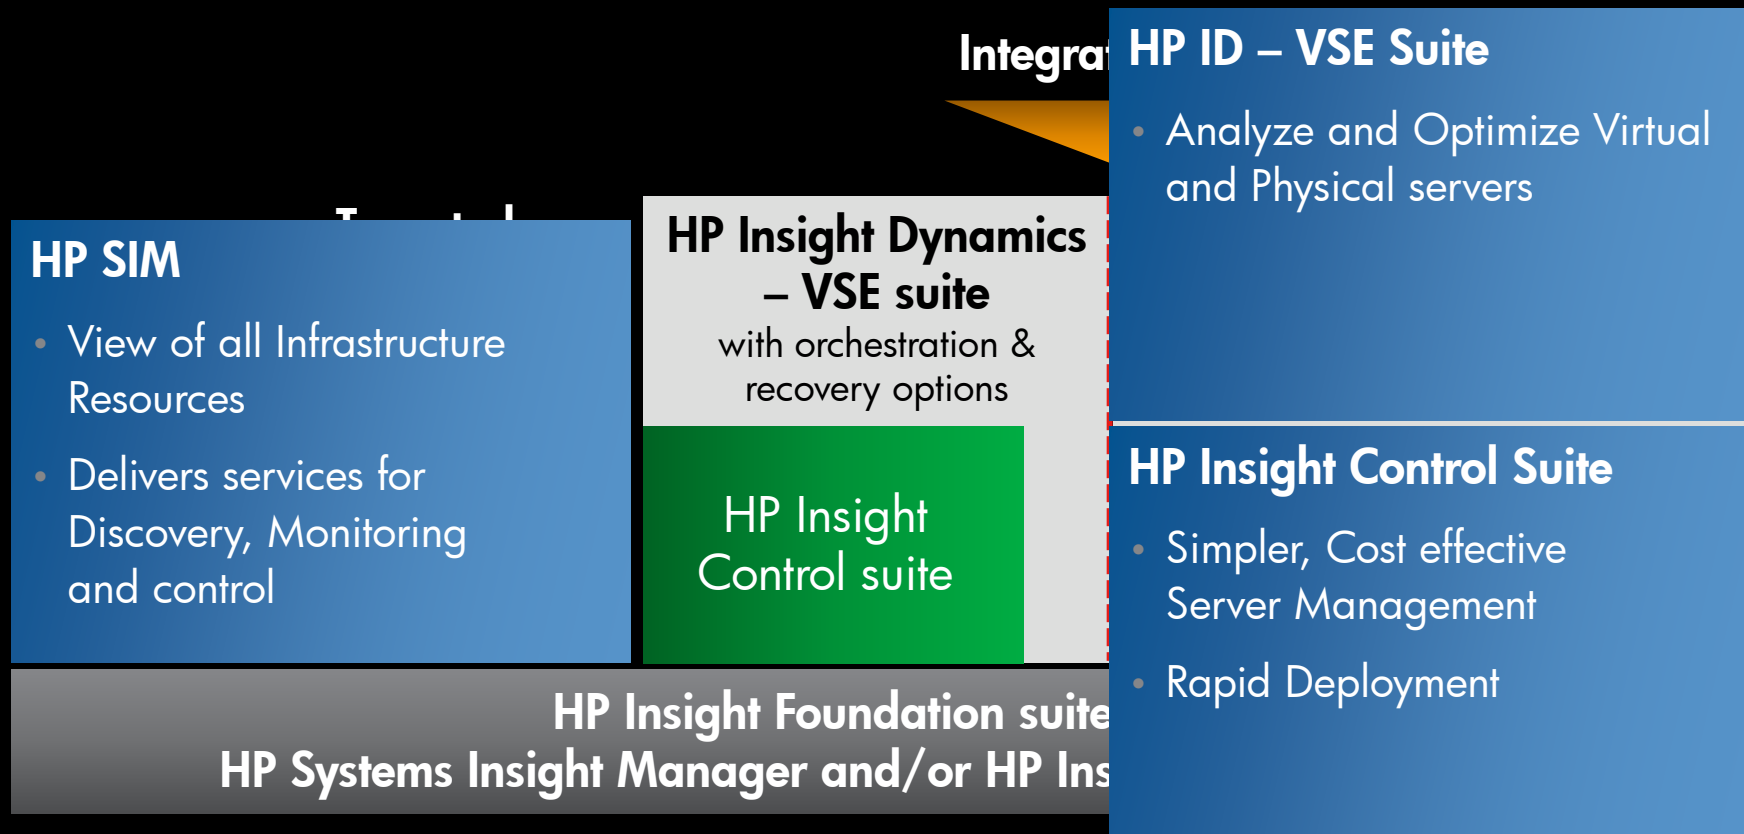 HP SIM
• View of all Infrastructure
Resources
• Delivers services for
Discovery, Monitoring
and control
HP Insight Dynamics
– VSE suite
with orchestration &
recovery options
HP Insight
Control suite
HP Insight Foundation suite
HP Systems Insight Manager and/or HP
HP ID – VSE Suite
• Analyze and Optimize Virtual
and Physical servers
HP Insight Control Suite
• Simpler, Cost effective
Server Management
• Rapid Deployment